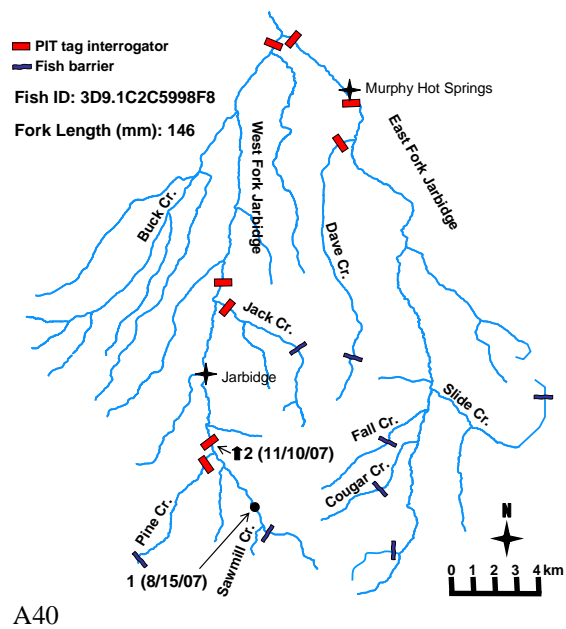 PIT tag interrogator
Fish barrier
Fish ID: 3D9.1C2C5998F8
Fork Length (mm): 146
Murphy Hot Springs
West Fork Jarbidge
East Fork Jarbidge
Buck Cr.
Dave Cr.
Jack Cr.
Jarbidge
Slide Cr.
Fall Cr.
⬆2 (11/10/07)
Cougar Cr.
Pine Cr.
Sawmill Cr.
1 (8/15/07)
N
0 1 2 3 4 km
A40